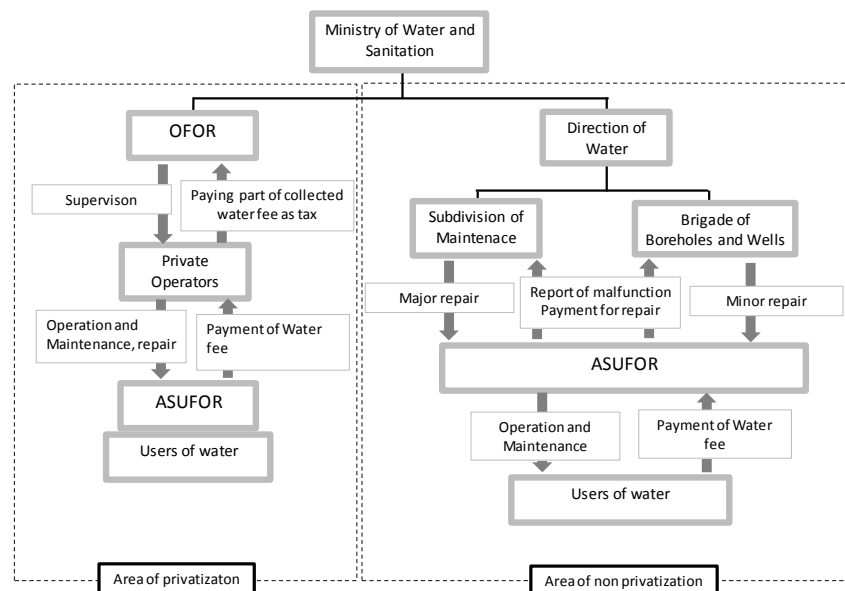 Ministry of Water and
Sanitation
OFOR
Supervison
Paying part of collected
water fee as tax
Private
Operators
Operation and
Maintenance, repair
Payment of Water
fee
ASUFOR
Users of water
Area of privatizaton
Direction of
Water
Subdivision of
Maintenace
Brigade of
Boreholes and Wells
Major repair
Report of malfunction
Payment for repair
Minor repair
ASUFOR
Operation and
Maintenance
Payment of Water
fee
Users of water
Area of non privatization